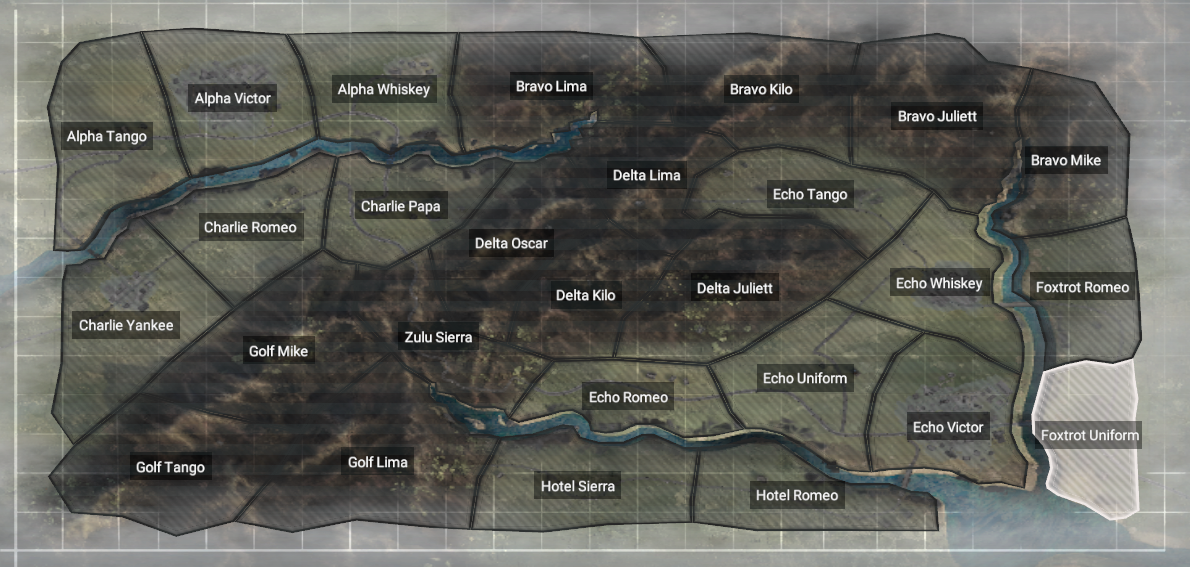 Alpha Tango
Alpha Victor
Alpha Whiskey
Bravo Lima
Bravo Kilo
Bravo Juliett
Bravo Mike
Charlie Romeo
Charlie Papa
Delta Lima
Echo Tango
Delta Oscar
Charlie Yankee
Golf Mike
Zulu Sierra
Delta Kilo
Delta Juliett
Echo Whiskey
Foxtrot Romeo
Echo Romeo
Echo Uniform
Echo Victor
Foxtrot Uniform
Golf Tango
Golf Lima
Hotel Sierra
Hotel Romeo